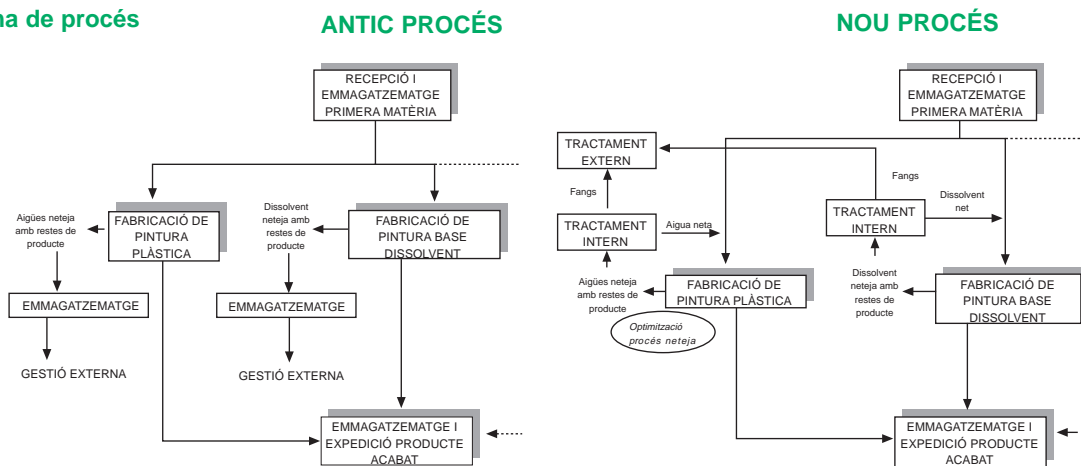 na de procés
ANTIC PROCÉS
RECEPCIÓ I
EMMAGATZEMATGE
PRIMERA MATÈRIA
Aigües neteja
amb restes de
producte
FABRICACIÓ DE
PINTURA
PLÀSTICA
Dissolvent
neteja amb
restes de
producte
FABRICACIÓ DE
PINTURA BASE
DISSOLVENT
EMMAGATZEMATGE
EMMAGATZEMATGE
GESTIÓ EXTERNA
GESTIÓ EXTERNA
EMMAGATZEMATGE I
EXPEDICIÓ PRODUCTE
ACABAT
NOU PROCÉS
RECEPCIÓ I
EMMAGATZEMATGE
PRIMERA MATÈRIA
TRACTAMENT
EXTERN
Fangs
Fangs
TRACTAMENT
INTERN
Aigua neta
TRACTAMENT
INTERN
Dissolvent
net
Aigües neteja
amb restes de
producte
FABRICACIÓ DE
PINTURA PLÀSTICA
Optimització
procés neteja
Dissolvent
neteja amb
restes de
producte
FABRICACIÓ DE
PINTURA BASE
DISSOLVENT
EMMAGATZEMATGE I
EXPEDICIÓ PRODUCTE
ACABAT